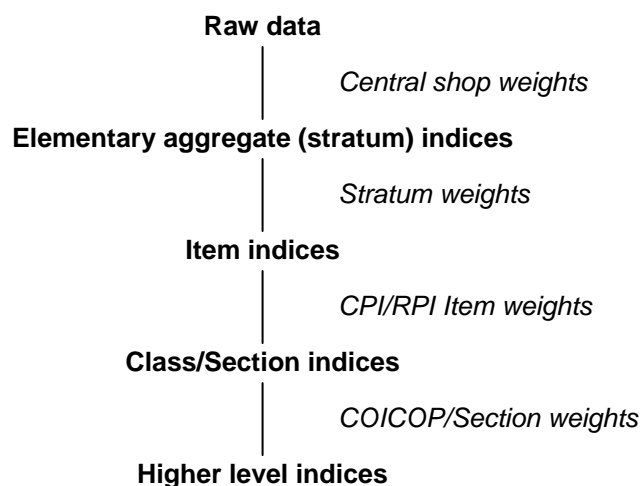 Raw data
Central shop weights
Elementary aggregate (stratum) indices
Stratum weights
Item indices
CPI/RPI Item weights
Class/Section indices
COICOP/Section weights
Higher level indices